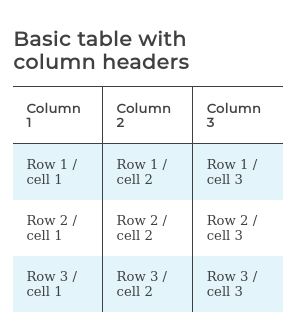 Basic table with
column headers
Column Column Column
1 2 3
Row 1 / Row 1 / Row 1 /
cell 1 cell 2 cell 3
Row 2 / Row 2 / Row 2 /
cell 1 cell 2 cell 3
Row 3 / Row 3 / Row 3 /
cell 1 cell 2 cell 3